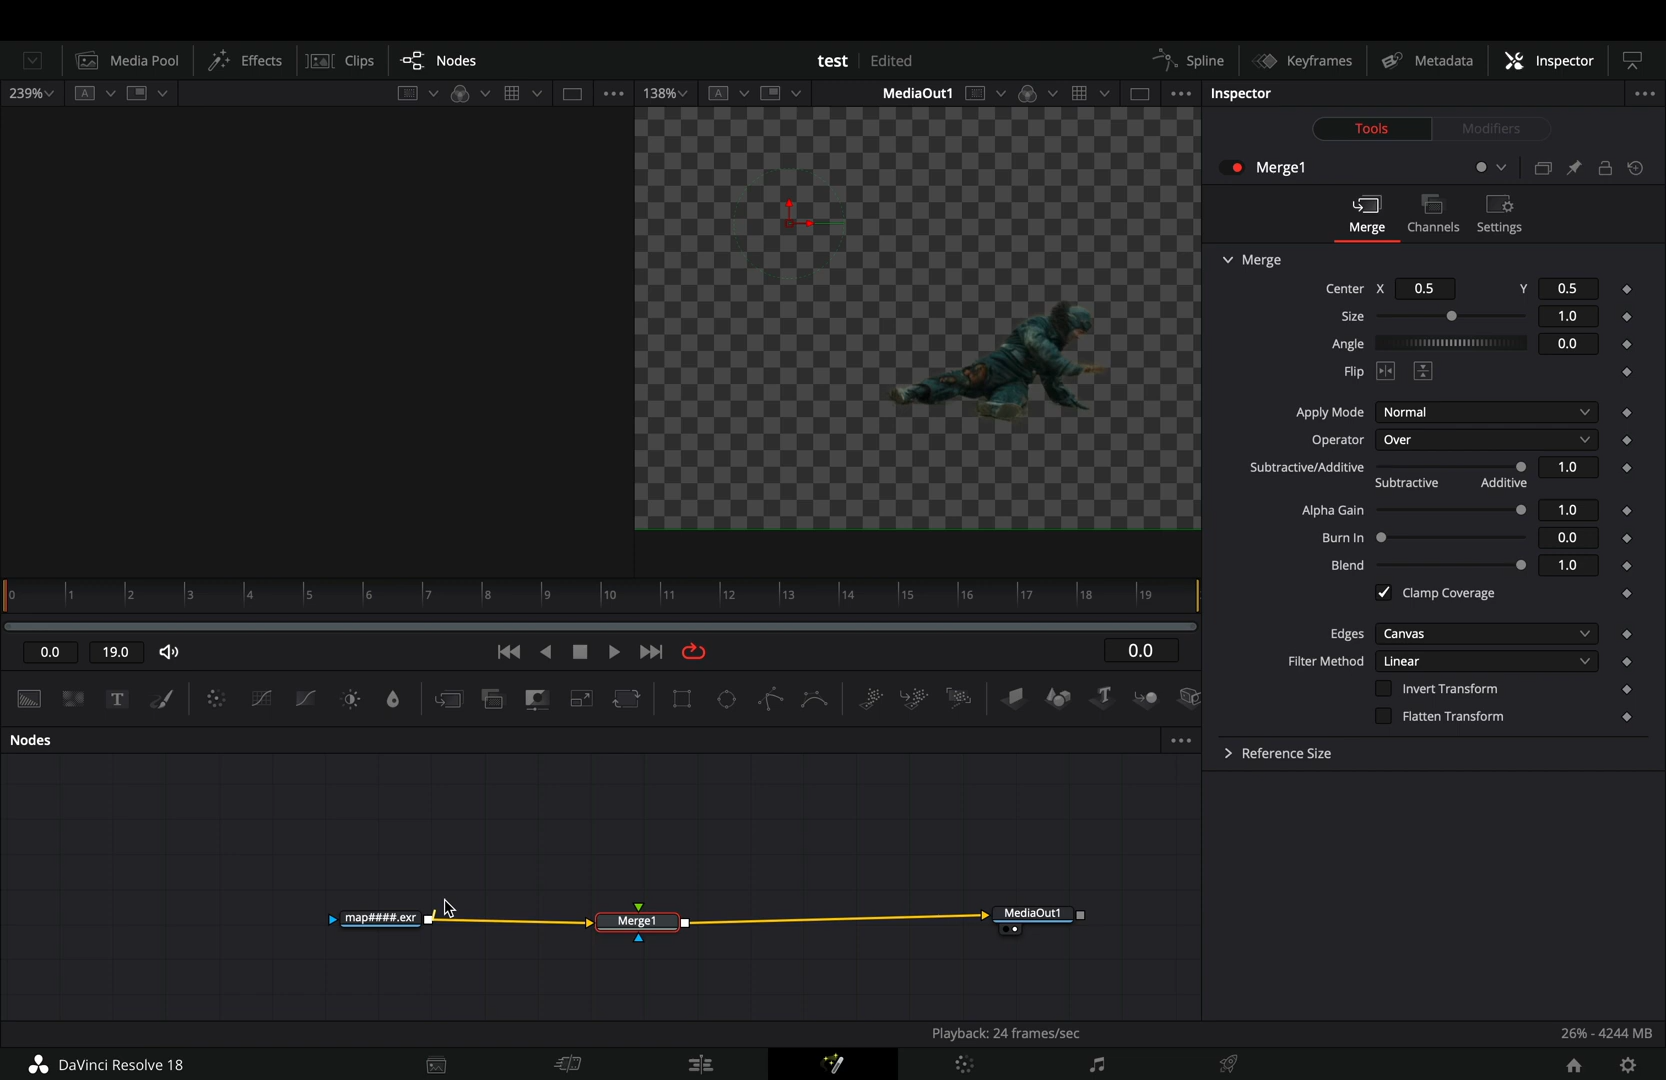 Media Pool Effects Clips Nodes test Edited Spline Keyframes Metadata Inspector
239% A 138% A MediaOut1 Inspector
Tools Modifiers
Merge1
Merge Channels Settings
Merge
Center X 0.5 Y 0.5
Size 1.0
Angle 0.0
Flip
Apply Mode Normal
Operator Over
Subtractive/Additive 1.0
Subtractive Additive
Alpha Gain 1.0
Burn In 0.0
Blend 1.0
Clamp Coverage
Edges Canvas
Filter Method Linear
Invert Transform
Flatten Transform
Reference Size
0 1 2 3 4 5 6 7 8 9 10 11 12 13 14 15 16 17 18 19
0.0 19.0 0.0
T T
Nodes
map####.exr Merge1 MediaOut1
Playback: 24 frames/sec 26% - 4244 MB
DaVinci Resolve 18